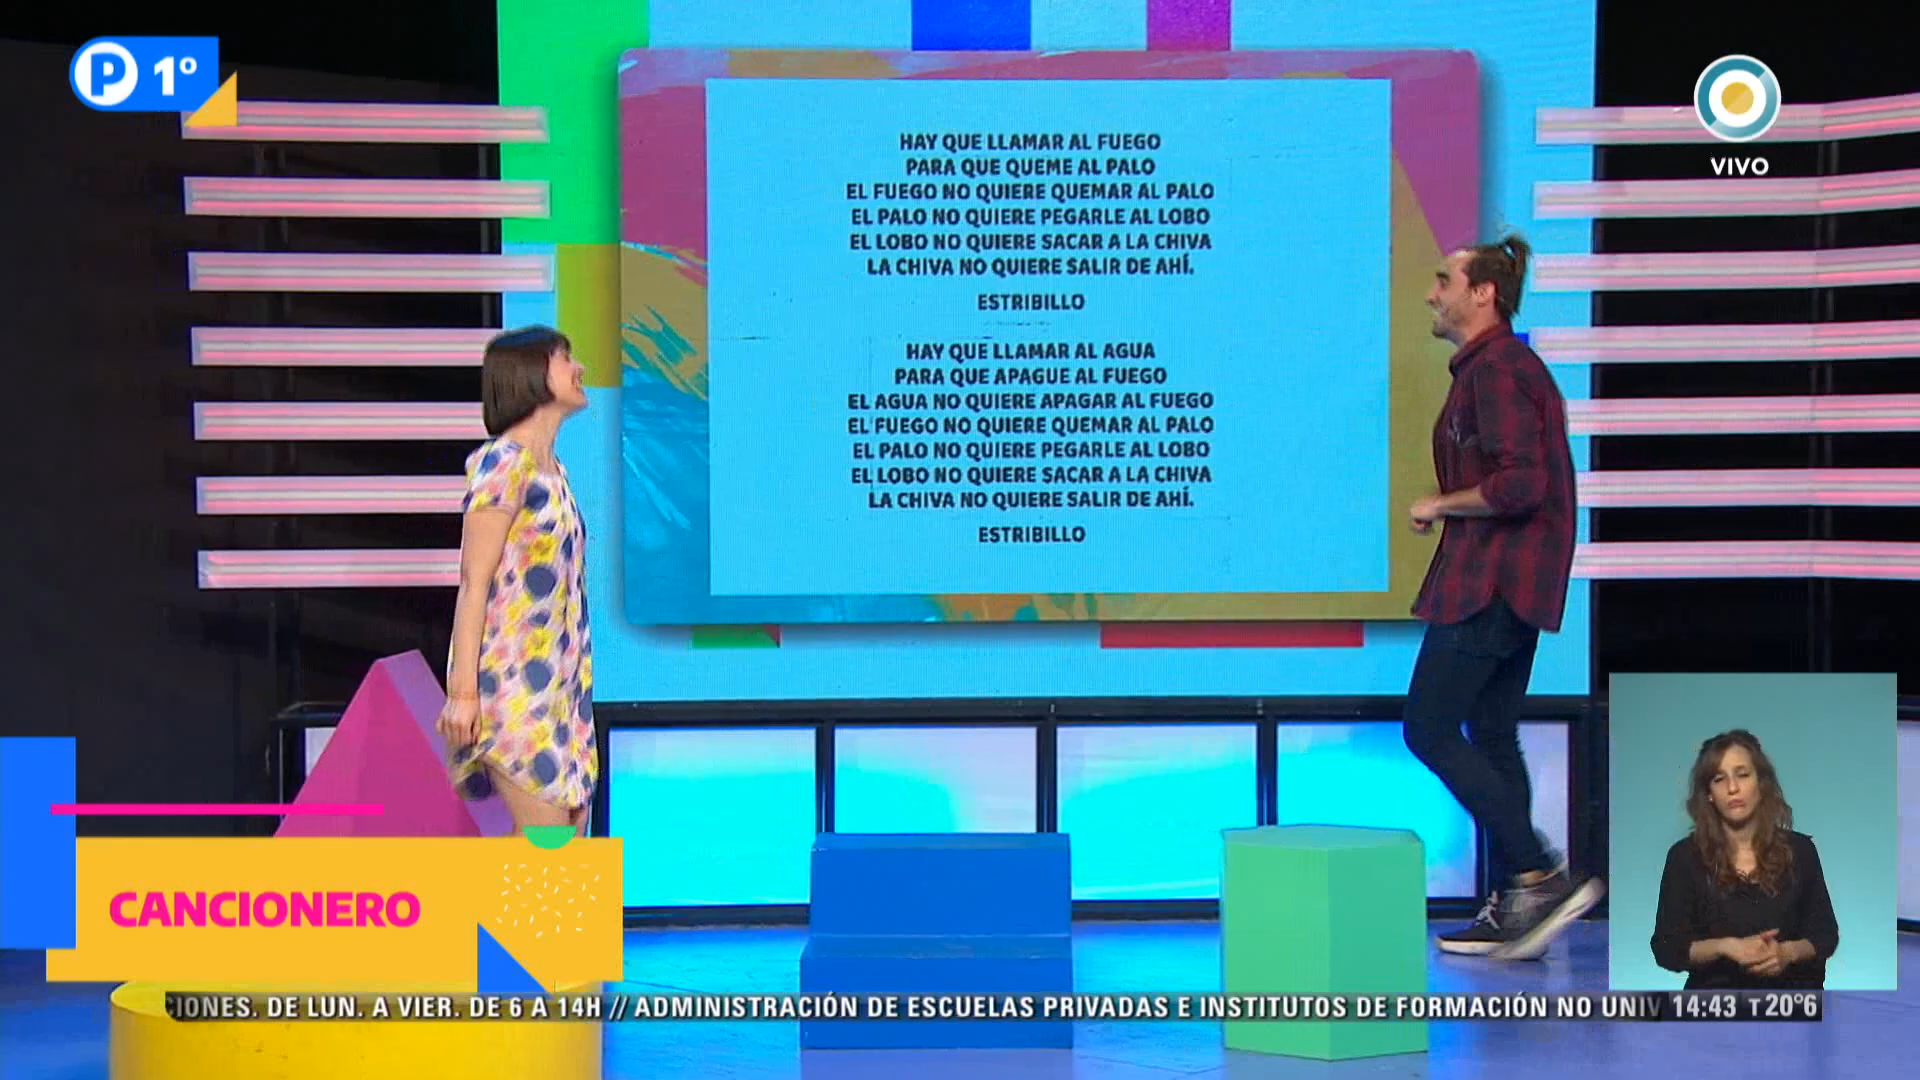 P 1º
VIVO
HAY QUE LLAMAR AL FUEGO
PARA QUE QUEME AL PALO
EL FUEGO NO QUIERE QUEMAR AL PALO
EL PALO NO QUIERE PEGARLE AL LOBO
EL LOBO NO QUIERE SACAR A LA CHIVA
LA CHIVA NO QUIERE SALIR DE AHÍ.
ESTRIBILLO
HAY QUE LLAMAR AL AGUA
PARA QUE APAGUE AL FUEGO
EL AGUA NO QUIERE APAGAR AL FUEGO
EL FUEGO NO QUIERE QUEMAR AL PALO
EL PALO NO QUIERE PEGARLE AL LOBO
EL LOBO NO QUIERE SACAR A LA CHIVA
LA CHIVA NO QUIERE SALIR DE AHÍ.
ESTRIBILLO
CANCIONERO
CIONES. DE LUN. A VIER. DE 6 A 14H // ADMINISTRACIÓN DE ESCUELAS PRIVADAS E INSTITUTOS DE FORMACIÓN NO UNIV 14:43 T 20º6